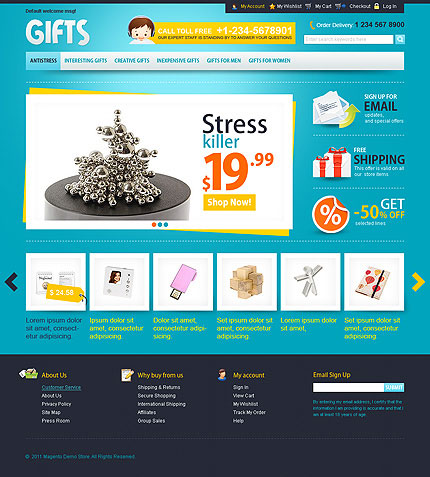 Default welcome msg!
My Account My Wishlist My Cart Checkout Log In
GIFTS
CALL TOLL FREE +1-234-5678901
OUR EXPERT STAFF IS STANDING BY TO ANSWER YOUR QUESTIONS
Order Delivery: 1 234 567 8900
Search entire store here...
ANTISTRESS INTERESTING GIFTS CREATIVE GIFTS INEXPENSIVE GIFTS GIFTS FOR MEN GIFTS FOR WOMEN
Stress
killer
$19.99
Shop Now!
SIGN UP FOR
EMAIL
updates,
and special offers
FREE
SHIPPING
This offer is valid on all
our store items
GET
-50% OFF
selected lines
$ 24.58
Lorem ipsum dolor
sit amet, consect-
etur adipisicing.
Ipsum dolor sit
amet, consectetur
adipisicing.
Dolor sit amet,
consectetur adipi-
sicing.
Set ipsum dolor sit
amet, consectetur
adipisicing.
Lorem ipsum dolor
sit amet,
Set ipsum dolor sit
amet, consectetur
adipisicing.
About Us
Customer Service
About Us
Privacy Policy
Site Map
Press Room
Why buy from us
Shipping & Returns
Secure Shopping
International Shipping
Affiliates
Group Sales
My account
Sign In
View Cart
My Wishlist
Track My Order
Help
Email Sign Up
SUBMIT
By entering my email address, I certify that the
information I am providing is accurate and that I
am at least 13 years of age.
© 2011 Magento Demo Store. All Rights Reserved.